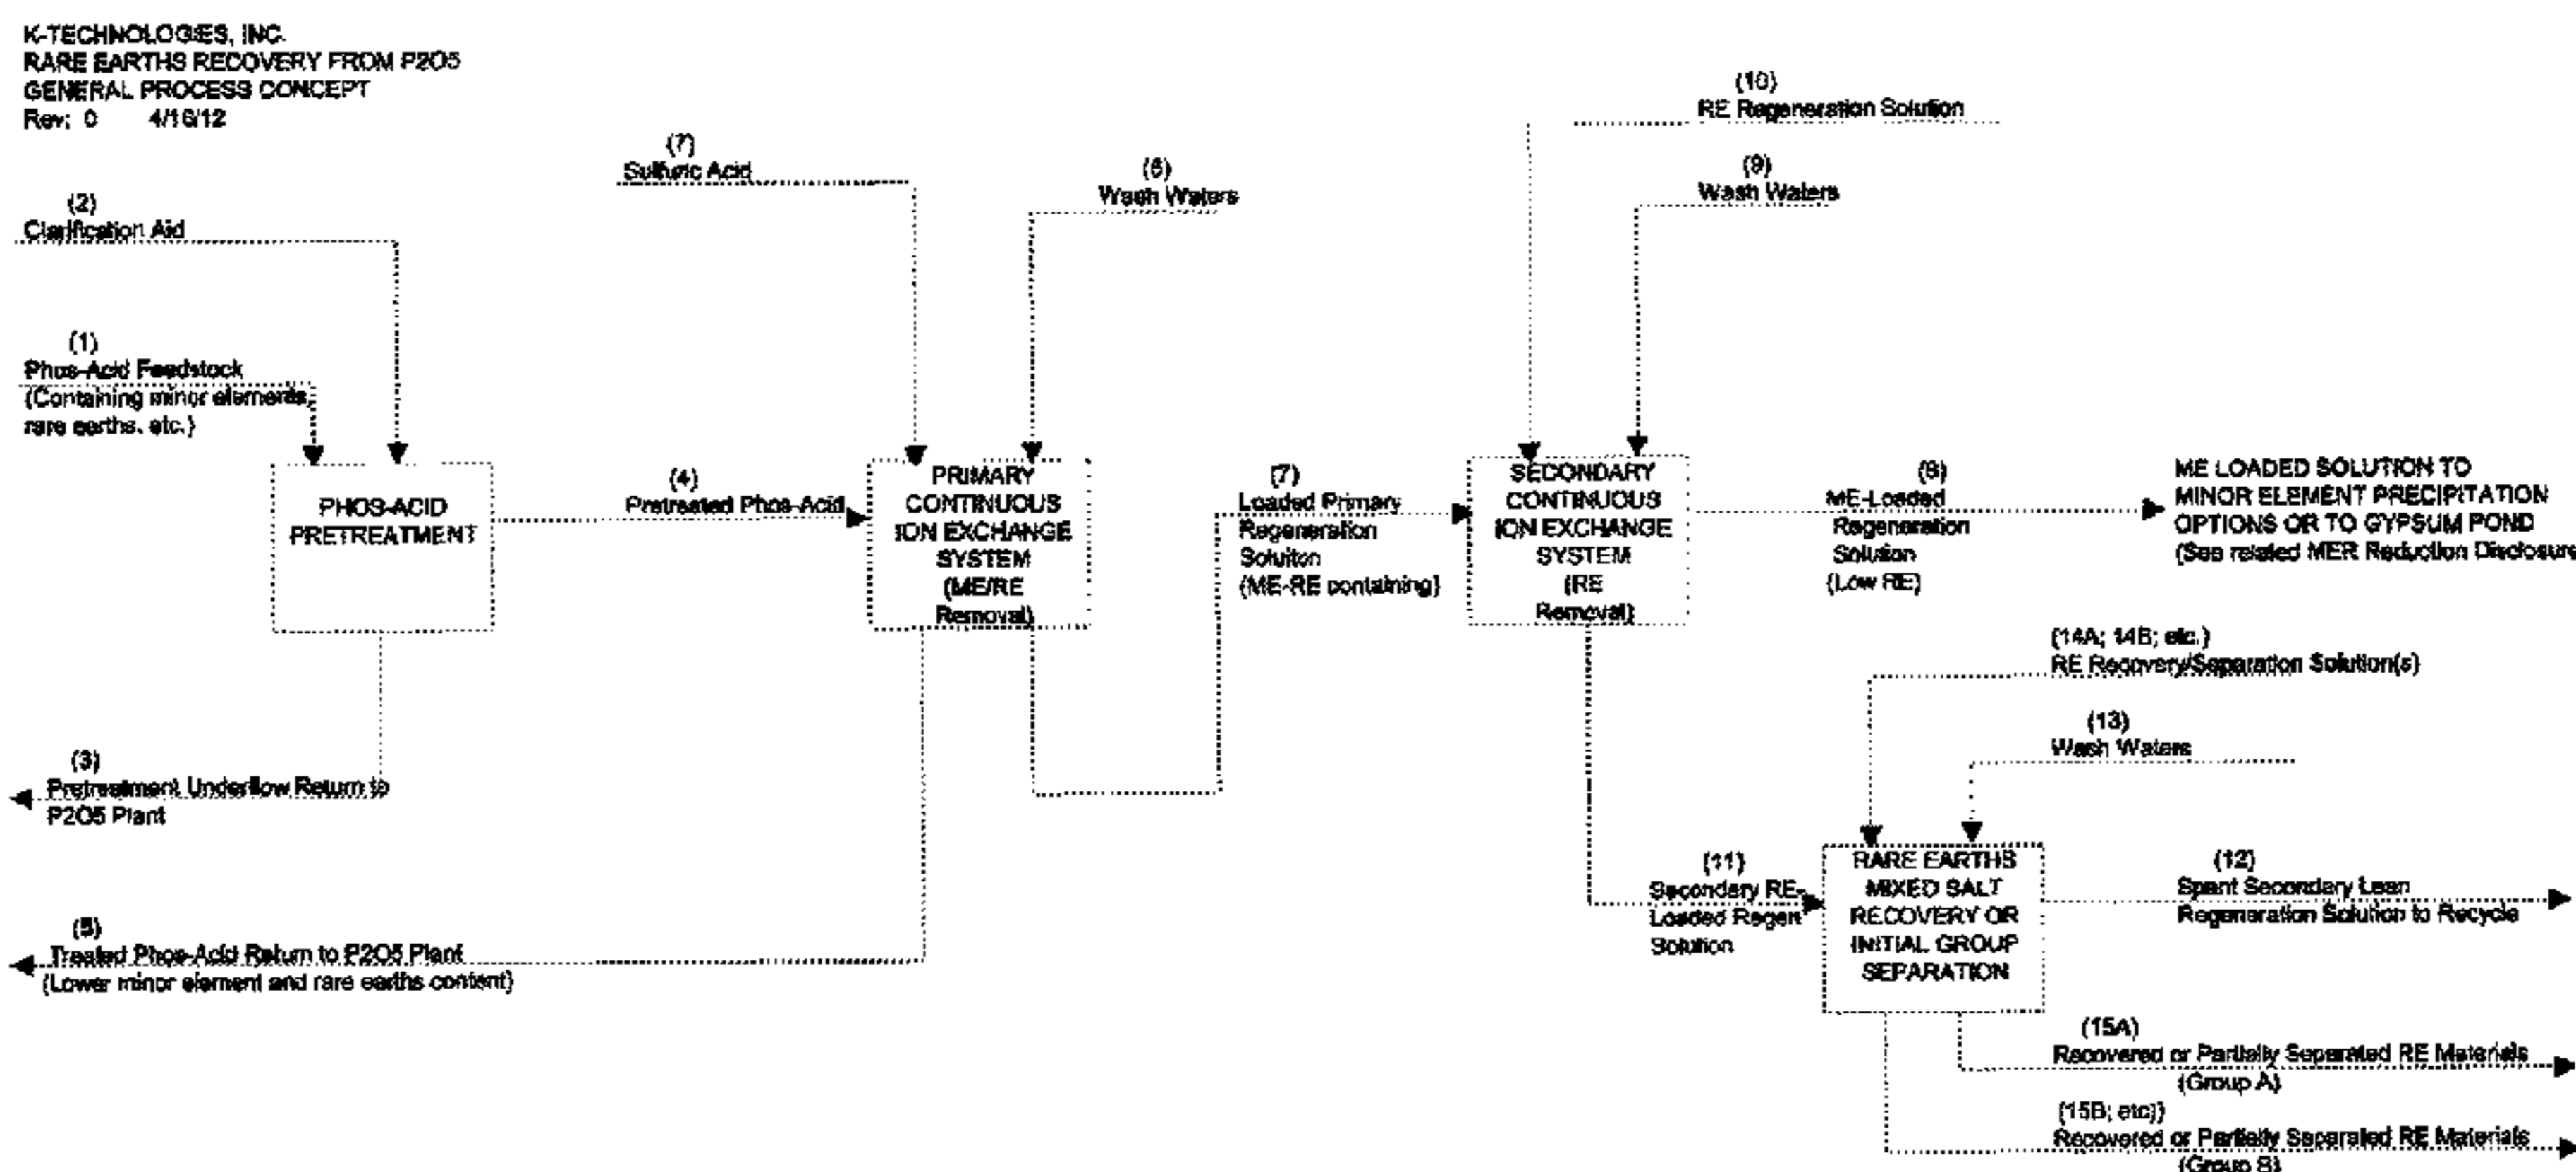 K-TECHNOLOGIES, INC.
RARE EARTHS RECOVERY FROM P2O5
GENERAL PROCESS CONCEPT
Rev: 0 4/16/12
(10)
RE Regeneration Solution
(7)
Sulfuric Acid
(6)
Wash Waters
(9)
Wash Waters
(2)
Clarification Aid
(1)
Phos-Acid Feedstock
(Containing minor elements,
rare earths, etc.)
PHOS-ACID
PRETREATMENT
(4)
Pretreated Phos-Acid
PRIMARY
CONTINUOUS
ION EXCHANGE
SYSTEM
(ME/RE
Removal)
(7)
Loaded Primary
Regeneration
Soluiton
(ME-RE containing)
SECONDARY
CONTINUOUS
ION EXCHANGE
SYSTEM
(RE
Removal)
(8)
ME-Loaded
Regeneration
Solution
(Low RE)
ME LOADED SOLUTION TO
MINOR ELEMENT PRECIPITATION
OPTIONS OR TO GYPSUM POND
(See related MER Reduction Disclosure
(14A; 14B; etc.)
RE Recovery/Separation Solution(s)
(13)
Wash Waters
(3)
Pretreatment Underflow Return to
P2O5 Plant
(5)
Treated Phos-Acid Return to P2O5 Plant
(Lower minor element and rare earths content)
(11)
Secondary RE-
Loaded Regen
Solution
RARE EARTHS
MIXED SALT
RECOVERY OR
INITIAL GROUP
SEPARATION
(12)
Spent Secondary Lean
Regeneration Solution to Recycle
(15A)
Recovered or Partially Separated RE Materials
(Group A)
(15B; etc))
Recovered or Partially Separated RE Materials
(Group B)